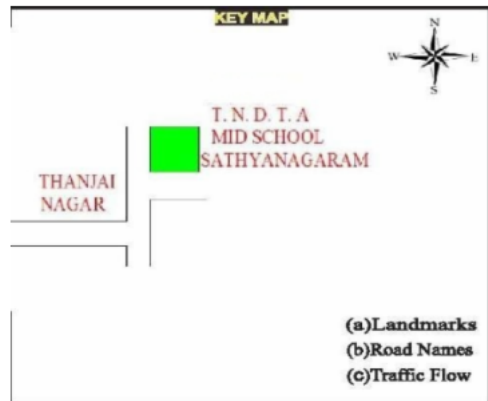 KEY MAP
N
W E
S
T. N. D. T. A
MID SCHOOL
SATHYANAGARAM
THANJAI
NAGAR
(a)Landmarks
(b)Road Names
(c)Traffic Flow